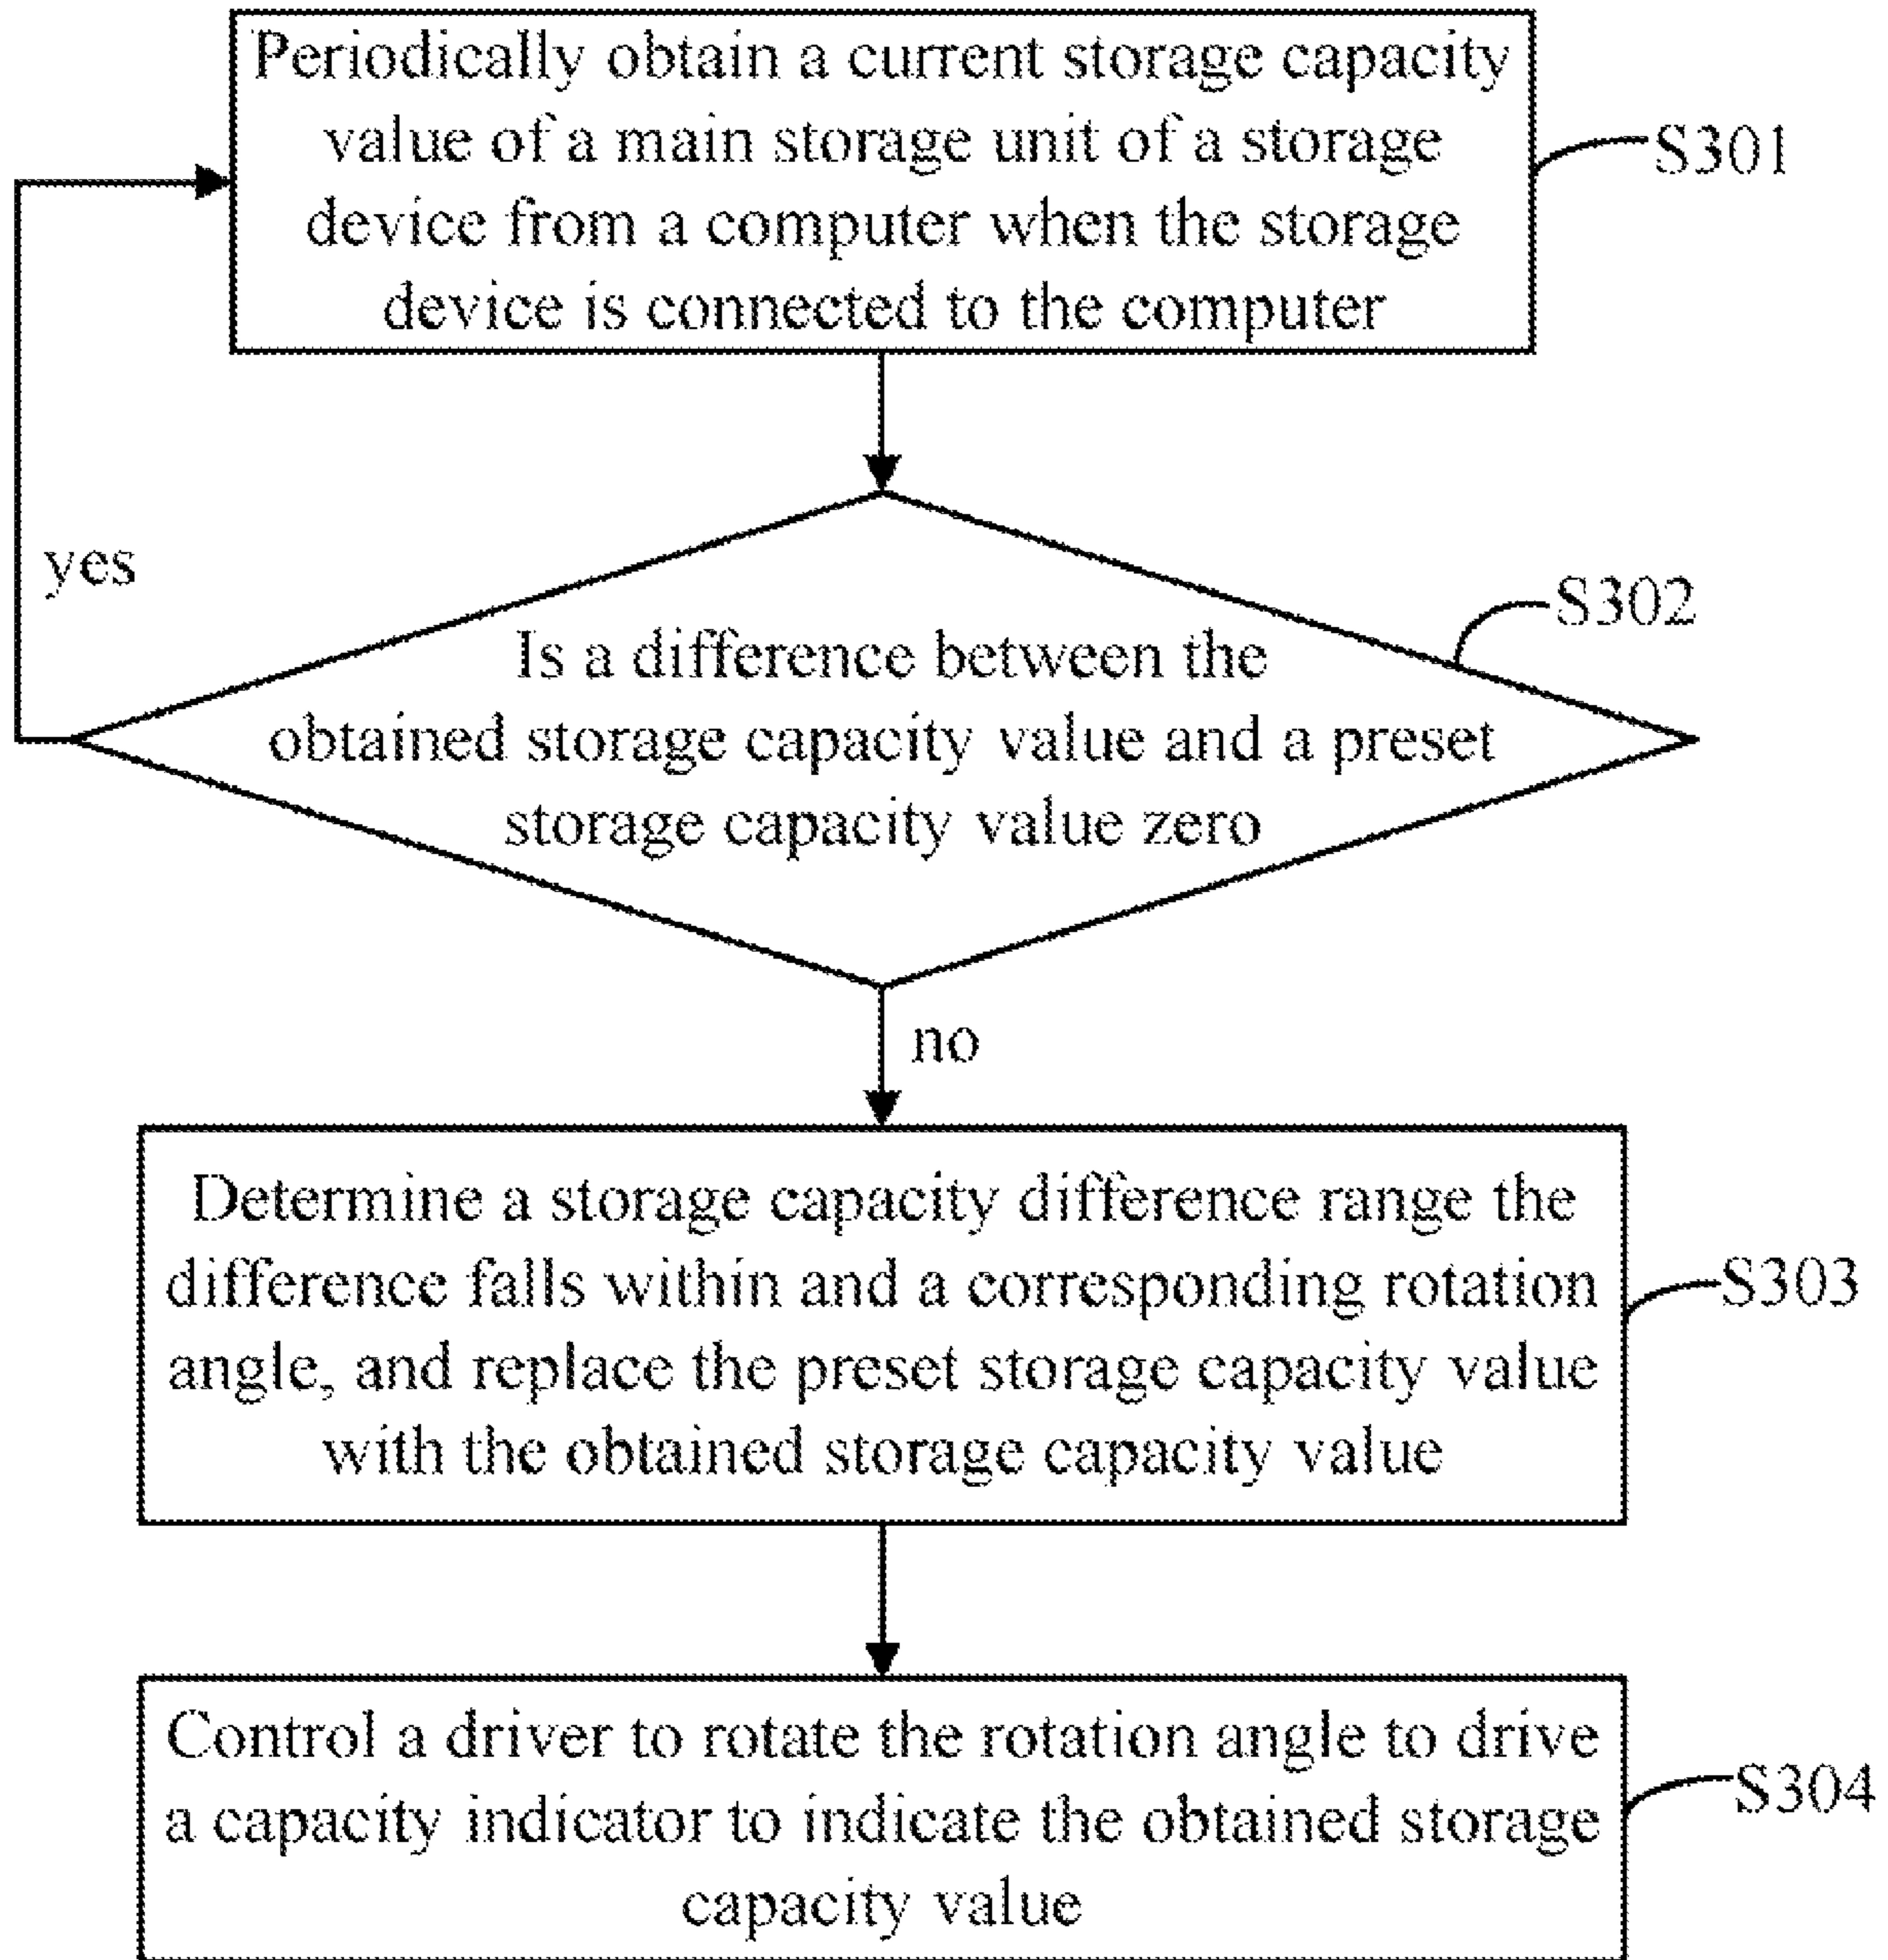 Periodically obtain a current storage capacity
value of a main storage unit of a storage
device from a computer when the storage
device is connected to the computer
S301
yes
S302
Is a difference between the
obtained storage capacity value and a preset
storage capacity value zero
no
Determine a storage capacity difference range the
difference falls within and a corresponding rotation
angle, and replace the preset storage capacity value
with the obtained storage capacity value
S303
Control a driver to rotate the rotation angle to drive
a capacity indicator to indicate the obtained storage
capacity value
S304